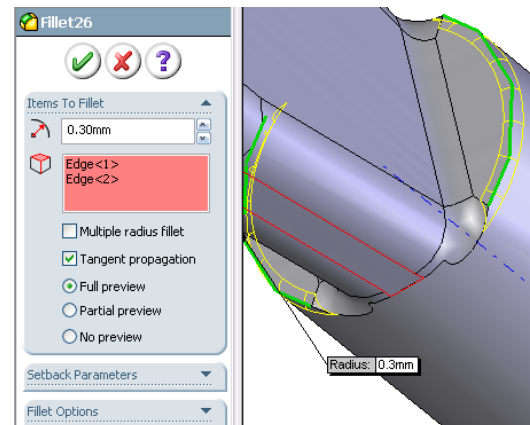 Fillet26
?
Items To Fillet
0.30mm
Edge<1>
Edge<2>
Multiple radius fillet
Tangent propagation
Full preview
Partial preview
No preview
Setback Parameters
Fillet Options
Radius: 0.3mm